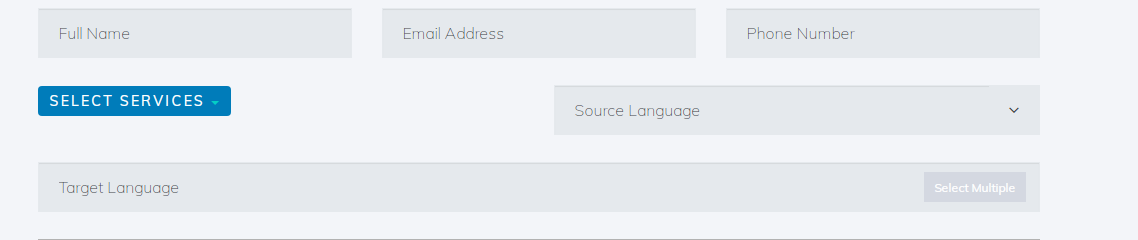 Full Name
Email Address
Phone Number
SELECT SERVICES
Source Language
Target Language
Select Multiple